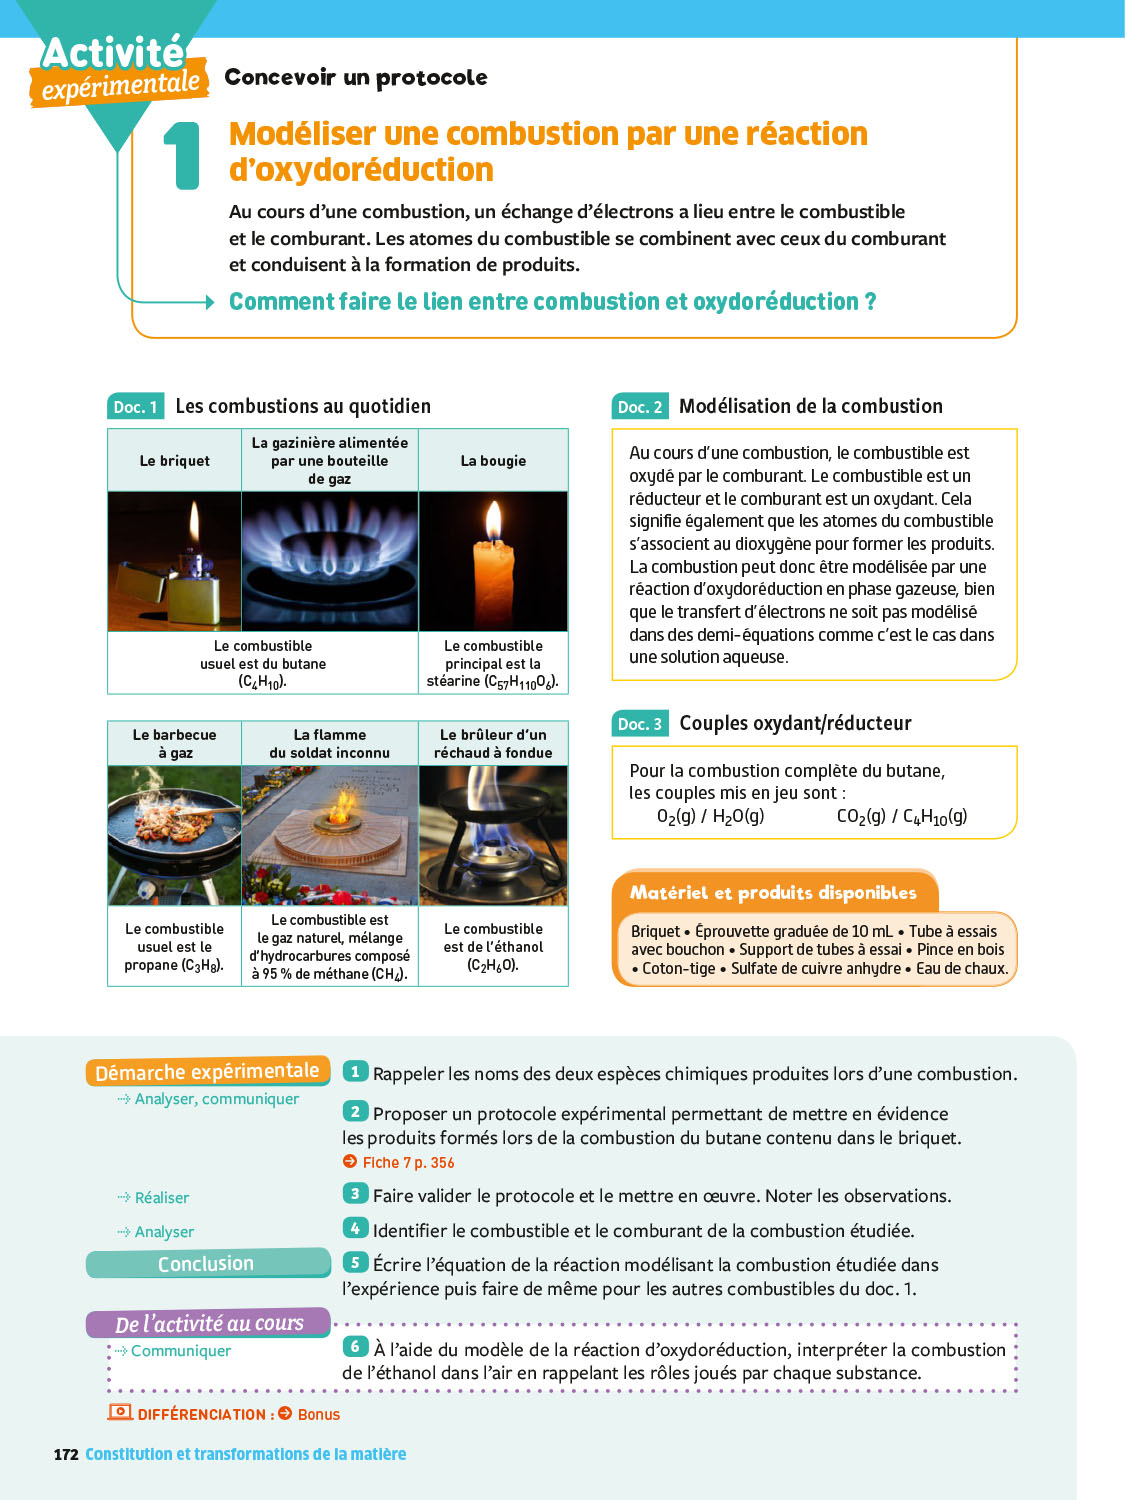 Activité
expérimentale
Concevoir un protocole
1
Modéliser une combustion par une réaction
d'oxydoréduction
Au cours d'une combustion, un échange d'électrons a lieu entre le combustible
et le comburant. Les atomes du combustible se combinent avec ceux du comburant
et conduisent à la formation de produits.
Comment faire le lien entre combustion et oxydoréduction ?
Doc. 1 Les combustions au quotidien
Le briquet
La gazinière alimentée
par une bouteille
de gaz
La bougie
Le combustible
usuel est du butane
(C₄H₁₀).
Le combustible
principal est la
stéarine (C₅₇H₁₁₀O₆).
Le barbecue
à gaz
La flamme
du soldat inconnu
Le brûleur d'un
réchaud à fondue
Le combustible
usuel est le
propane (C₃H₈).
Le combustible est
le gaz naturel, mélange
d'hydrocarbures composé
à 95 % de méthane (CH₄).
Le combustible
est de l'éthanol
(C₂H₆O).
Doc. 2 Modélisation de la combustion
Au cours d'une combustion, le combustible est
oxydé par le comburant. Le combustible est un
réducteur et le comburant est un oxydant. Cela
signifie également que les atomes du combustible
s'associent au dioxygène pour former les produits.
La combustion peut donc être modélisée par une
réaction d'oxydoréduction en phase gazeuse, bien
que le transfert d'électrons ne soit pas modélisé
dans des demi-équations comme c'est le cas dans
une solution aqueuse.
Doc. 3 Couples oxydant/réducteur
Pour la combustion complète du butane,
les couples mis en jeu sont :
O₂(g) / H₂O(g) CO₂(g) / C₄H₁₀(g)
Matériel et produits disponibles
Briquet • Éprouvette graduée de 10 mL • Tube à essais
avec bouchon • Support de tubes à essai • Pince en bois
• Coton-tige • Sulfate de cuivre anhydre • Eau de chaux.
Démarche expérimentale
Analyser, communiquer
1 Rappeler les noms des deux espèces chimiques produites lors d'une combustion.
2 Proposer un protocole expérimental permettant de mettre en évidence
les produits formés lors de la combustion du butane contenu dans le briquet.
Fiche 7 p. 356
Réaliser
3 Faire valider le protocole et le mettre en œuvre. Noter les observations.
Analyser
4 Identifier le combustible et le comburant de la combustion étudiée.
Conclusion
5 Écrire l'équation de la réaction modélisant la combustion étudiée dans
l'expérience puis faire de même pour les autres combustibles du doc. 1.
De l'activité au cours
Communiquer
6 À l'aide du modèle de la réaction d'oxydoréduction, interpréter la combustion
de l'éthanol dans l'air en rappelant les rôles joués par chaque substance.
DIFFÉRENCIATION : Bonus
172 Constitution et transformations de la matière